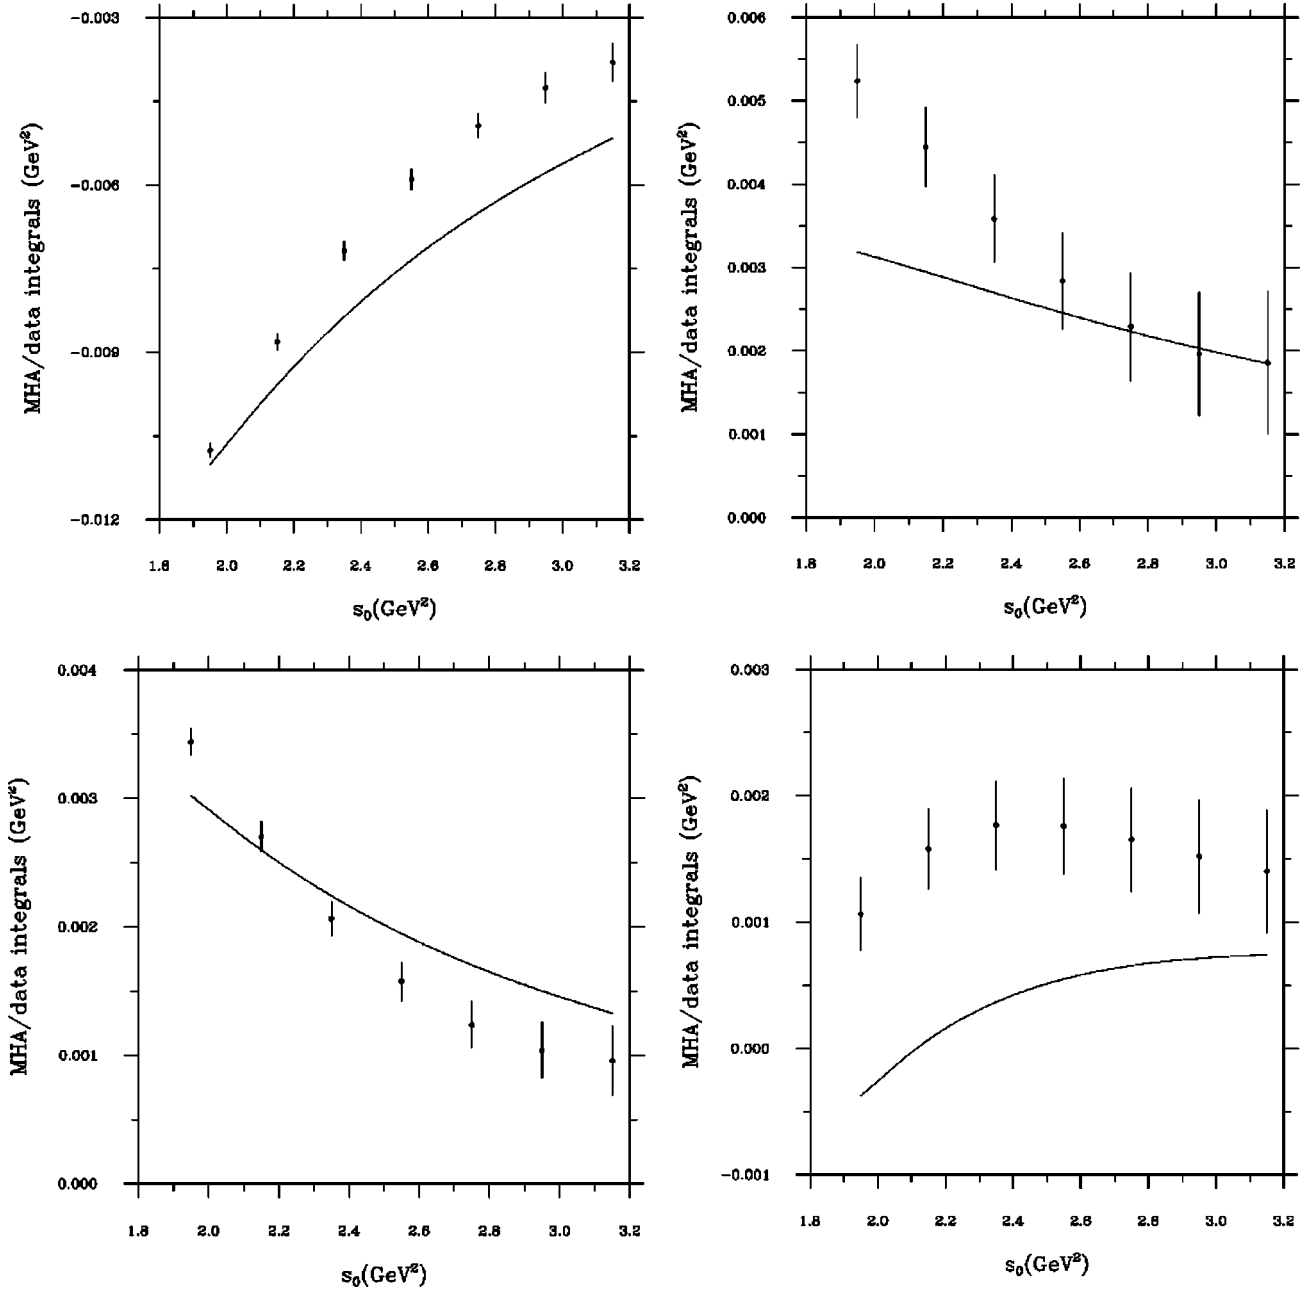 MHA/data integrals (GeV²)
-0.003
-0.006
-0.009
-0.012
1.8 2.0 2.2 2.4 2.6 2.8 3.0 3.2
s₀(GeV²)
MHA/data integrals (GeV²)
0.006
0.005
0.004
0.003
0.002
0.001
0.000
1.8 2.0 2.2 2.4 2.6 2.8 3.0 3.2
s₀(GeV²)
MHA/data integrals (GeV²)
0.004
0.003
0.002
0.001
0.000
1.8 2.0 2.2 2.4 2.6 2.8 3.0 3.2
s₀(GeV²)
MHA/data integrals (GeV²)
0.003
0.002
0.001
0.000
-0.001
1.8 2.0 2.2 2.4 2.6 2.8 3.0 3.2
s₀(GeV²)